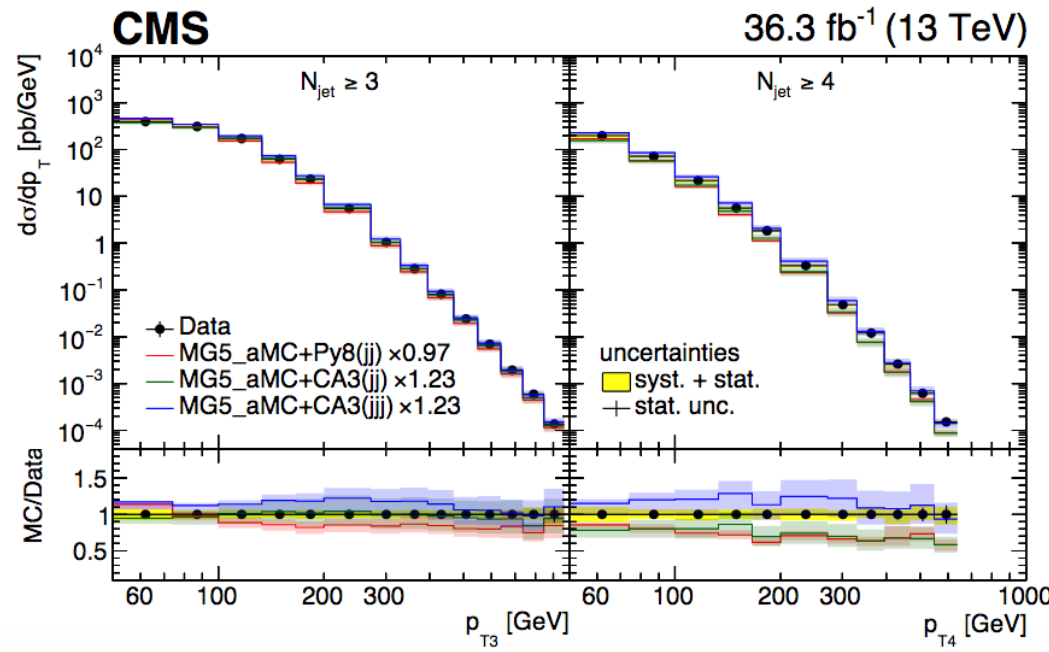 CMS 36.3 fb⁻¹ (13 TeV)
N_jet ≥ 3
N_jet ≥ 4
dσ/dp_T [pb/GeV]
10⁴
10³
10²
10
1
10⁻¹
10⁻²
10⁻³
10⁻⁴
Data
MG5_aMC+Py8(jj) ×0.97
MG5_aMC+CA3(jj) ×1.23
MG5_aMC+CA3(jjj) ×1.23
uncertainties
syst. + stat.
stat. unc.
MC/Data
1.5
1
0.5
60 100 200 300 60 100 200 300 1000
p_T3 [GeV] p_T4 [GeV]